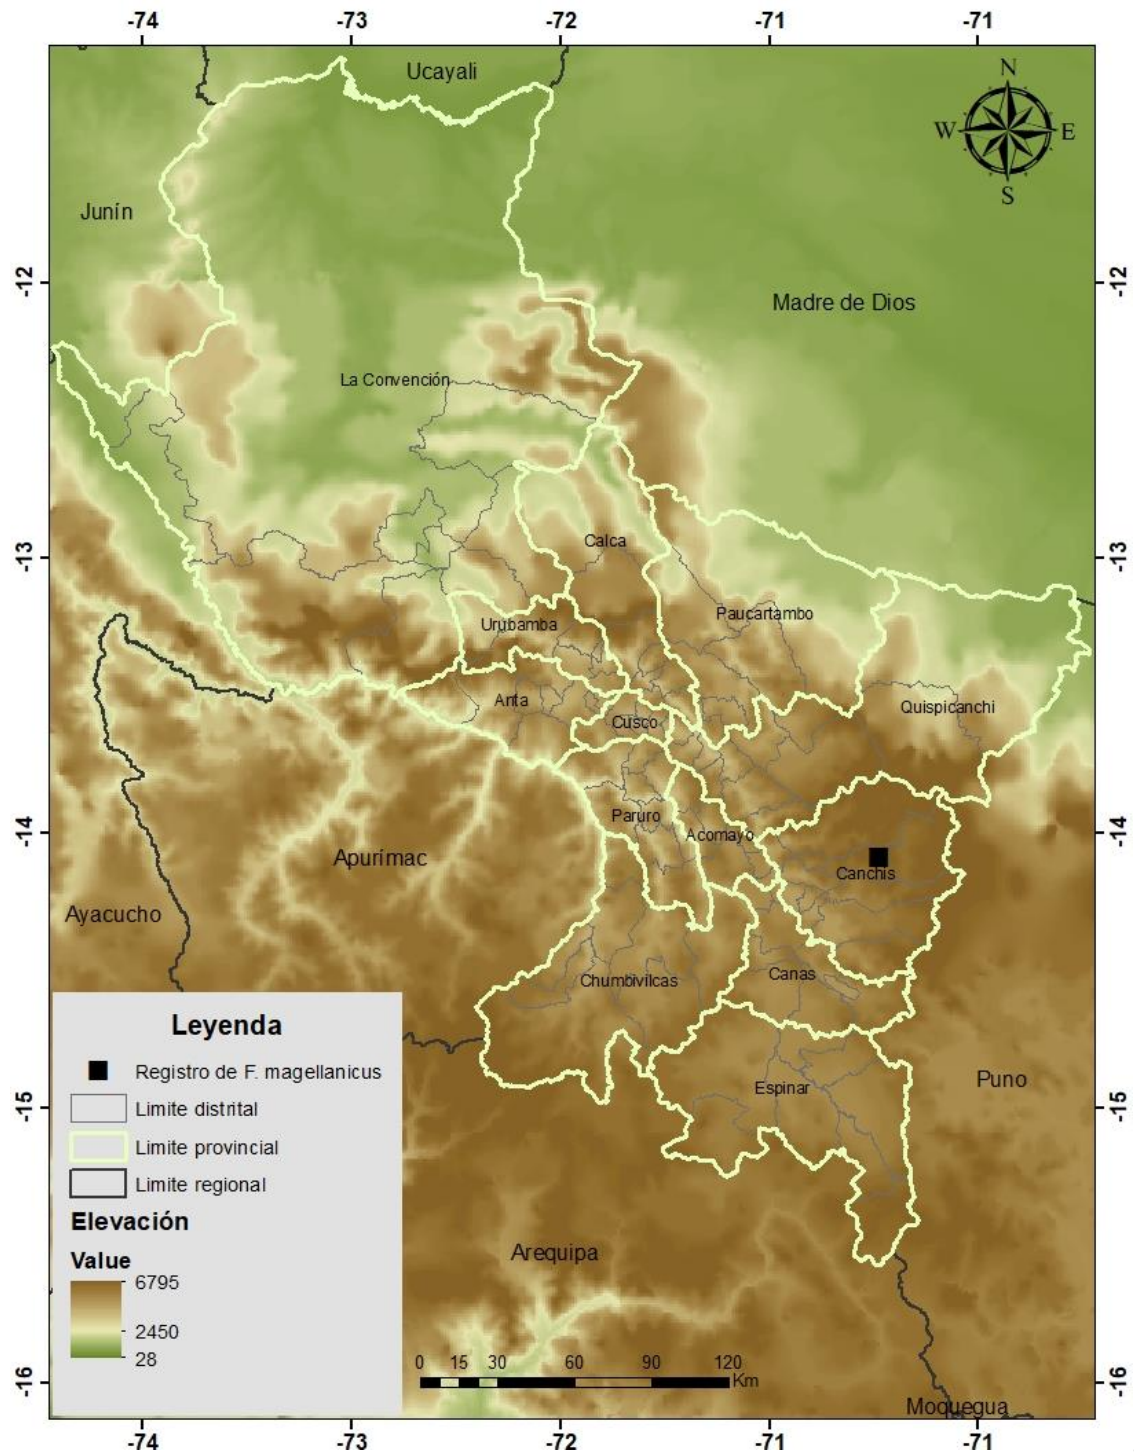 -74 -73 -72 -71 -71
Ucayali
N
W E
S
Junín
-12 -12
Madre de Dios
La Convención
-13 Calca -13
Paucartambo
Urubamba
Anta
Quispicanchi
Cusco
Paruro
-14 Acomayo -14
Apurímac
Canchis
Ayacucho
Chumbivilcas
Canas
Leyenda
Registro de F. magellanicus
Limite distrital
Limite provincial
Limite regional
Elevación
Value
6795
2450
28
Puno
Espinar
-15 -15
Arequipa
0 15 30 60 90 120
Km
-16 -16
Moquegua
-74 -73 -72 -71 -71